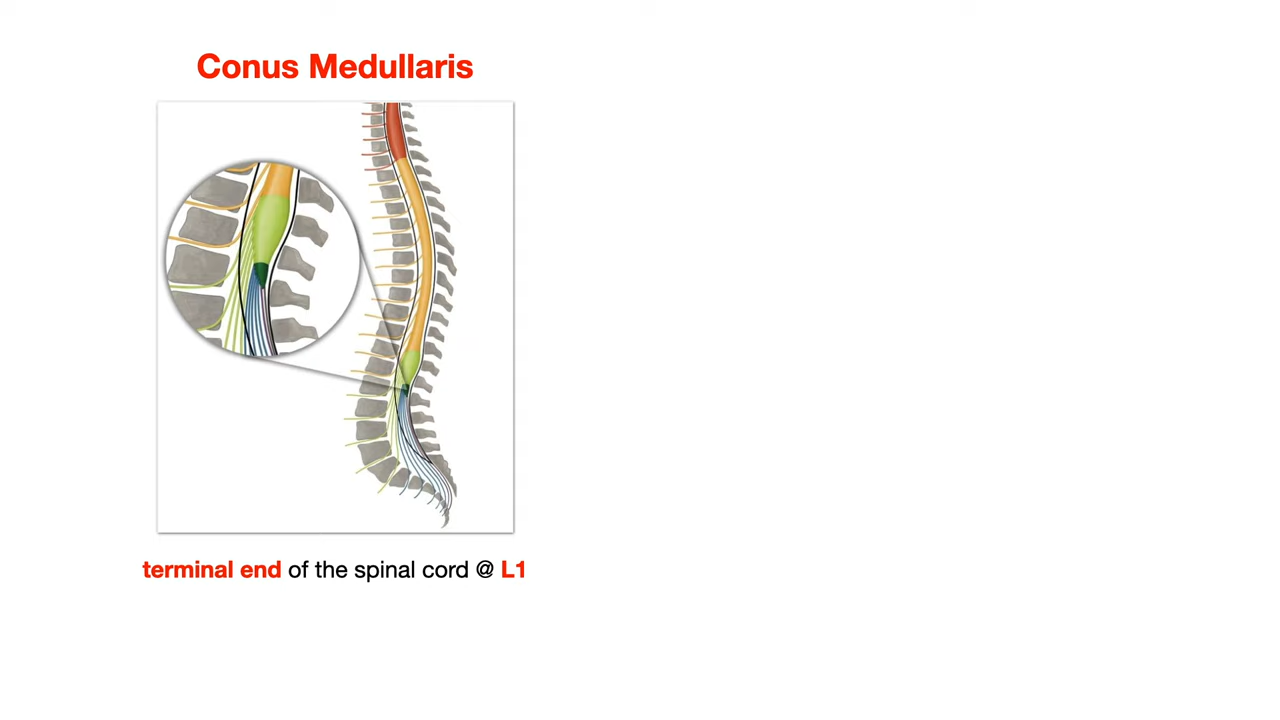 Conus Medullaris
terminal end of the spinal cord @ L1